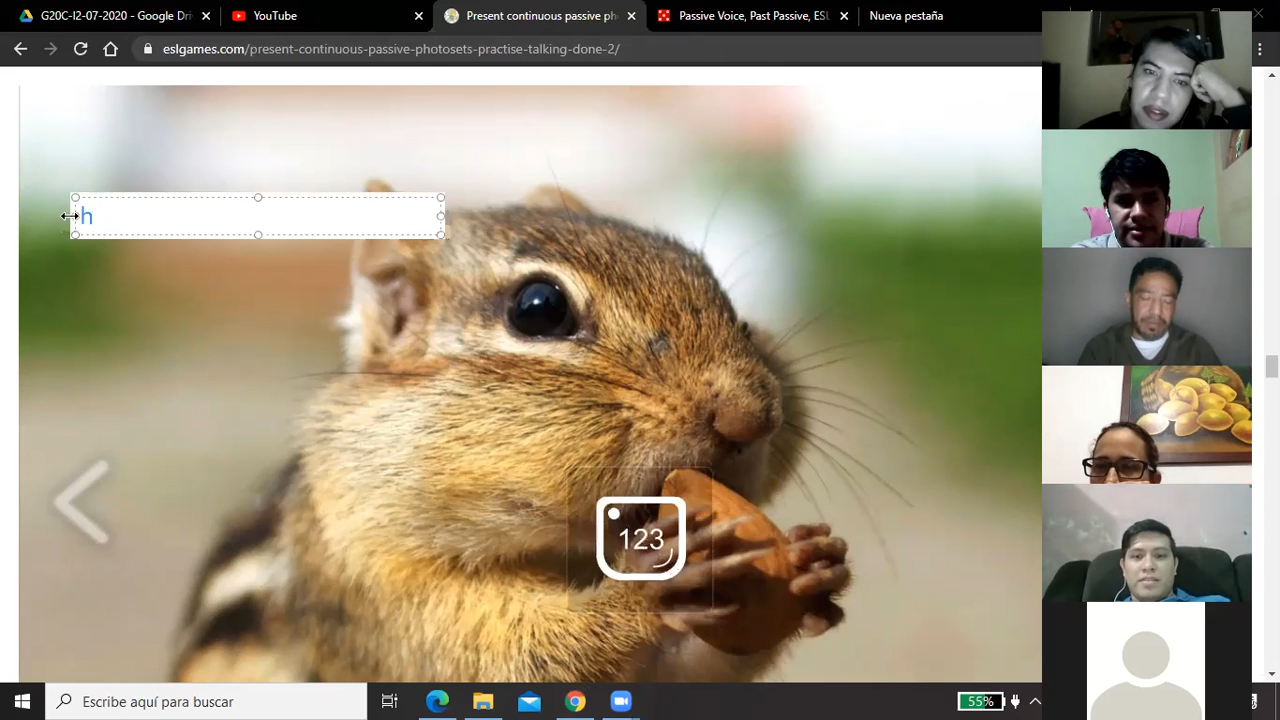 G20C-I2-07-2020 - Google Dri
YouTube
Present continuous passive ph
Passive Voice, Past Passive, ESL
Nueva pestaña
eslgames.com/present-continuous-passive-photosets-practise-talking-done-2/
h
123
Escribe aquí para buscar
55%